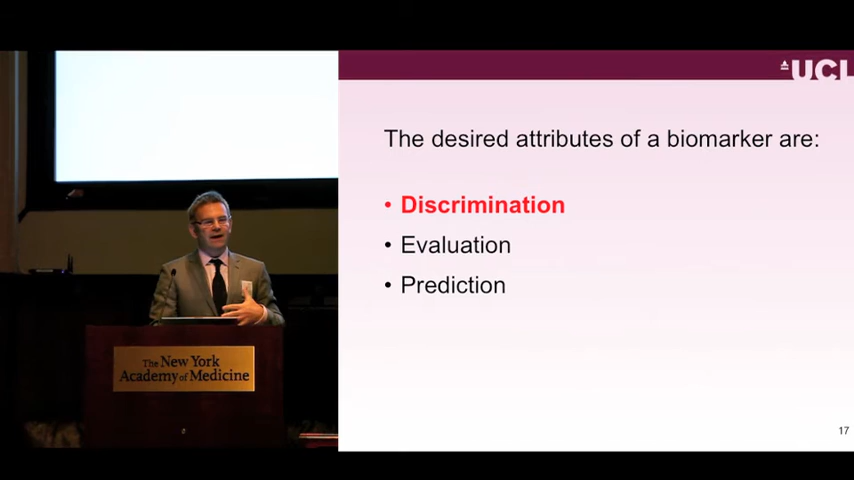 The New York
Academy of Medicine
UCL
The desired attributes of a biomarker are:
• Discrimination
• Evaluation
• Prediction
17